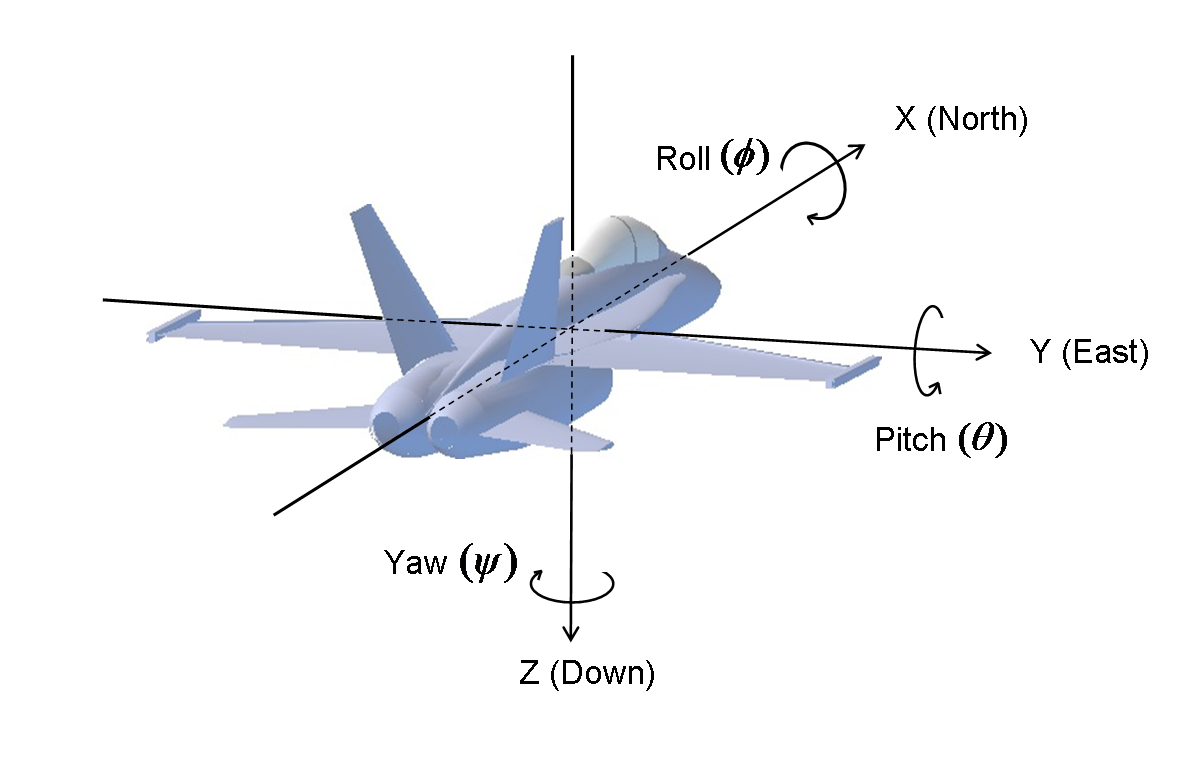 X (North)
Roll (ϕ)
Y (East)
Pitch (θ)
Yaw (ψ)
Z (Down)